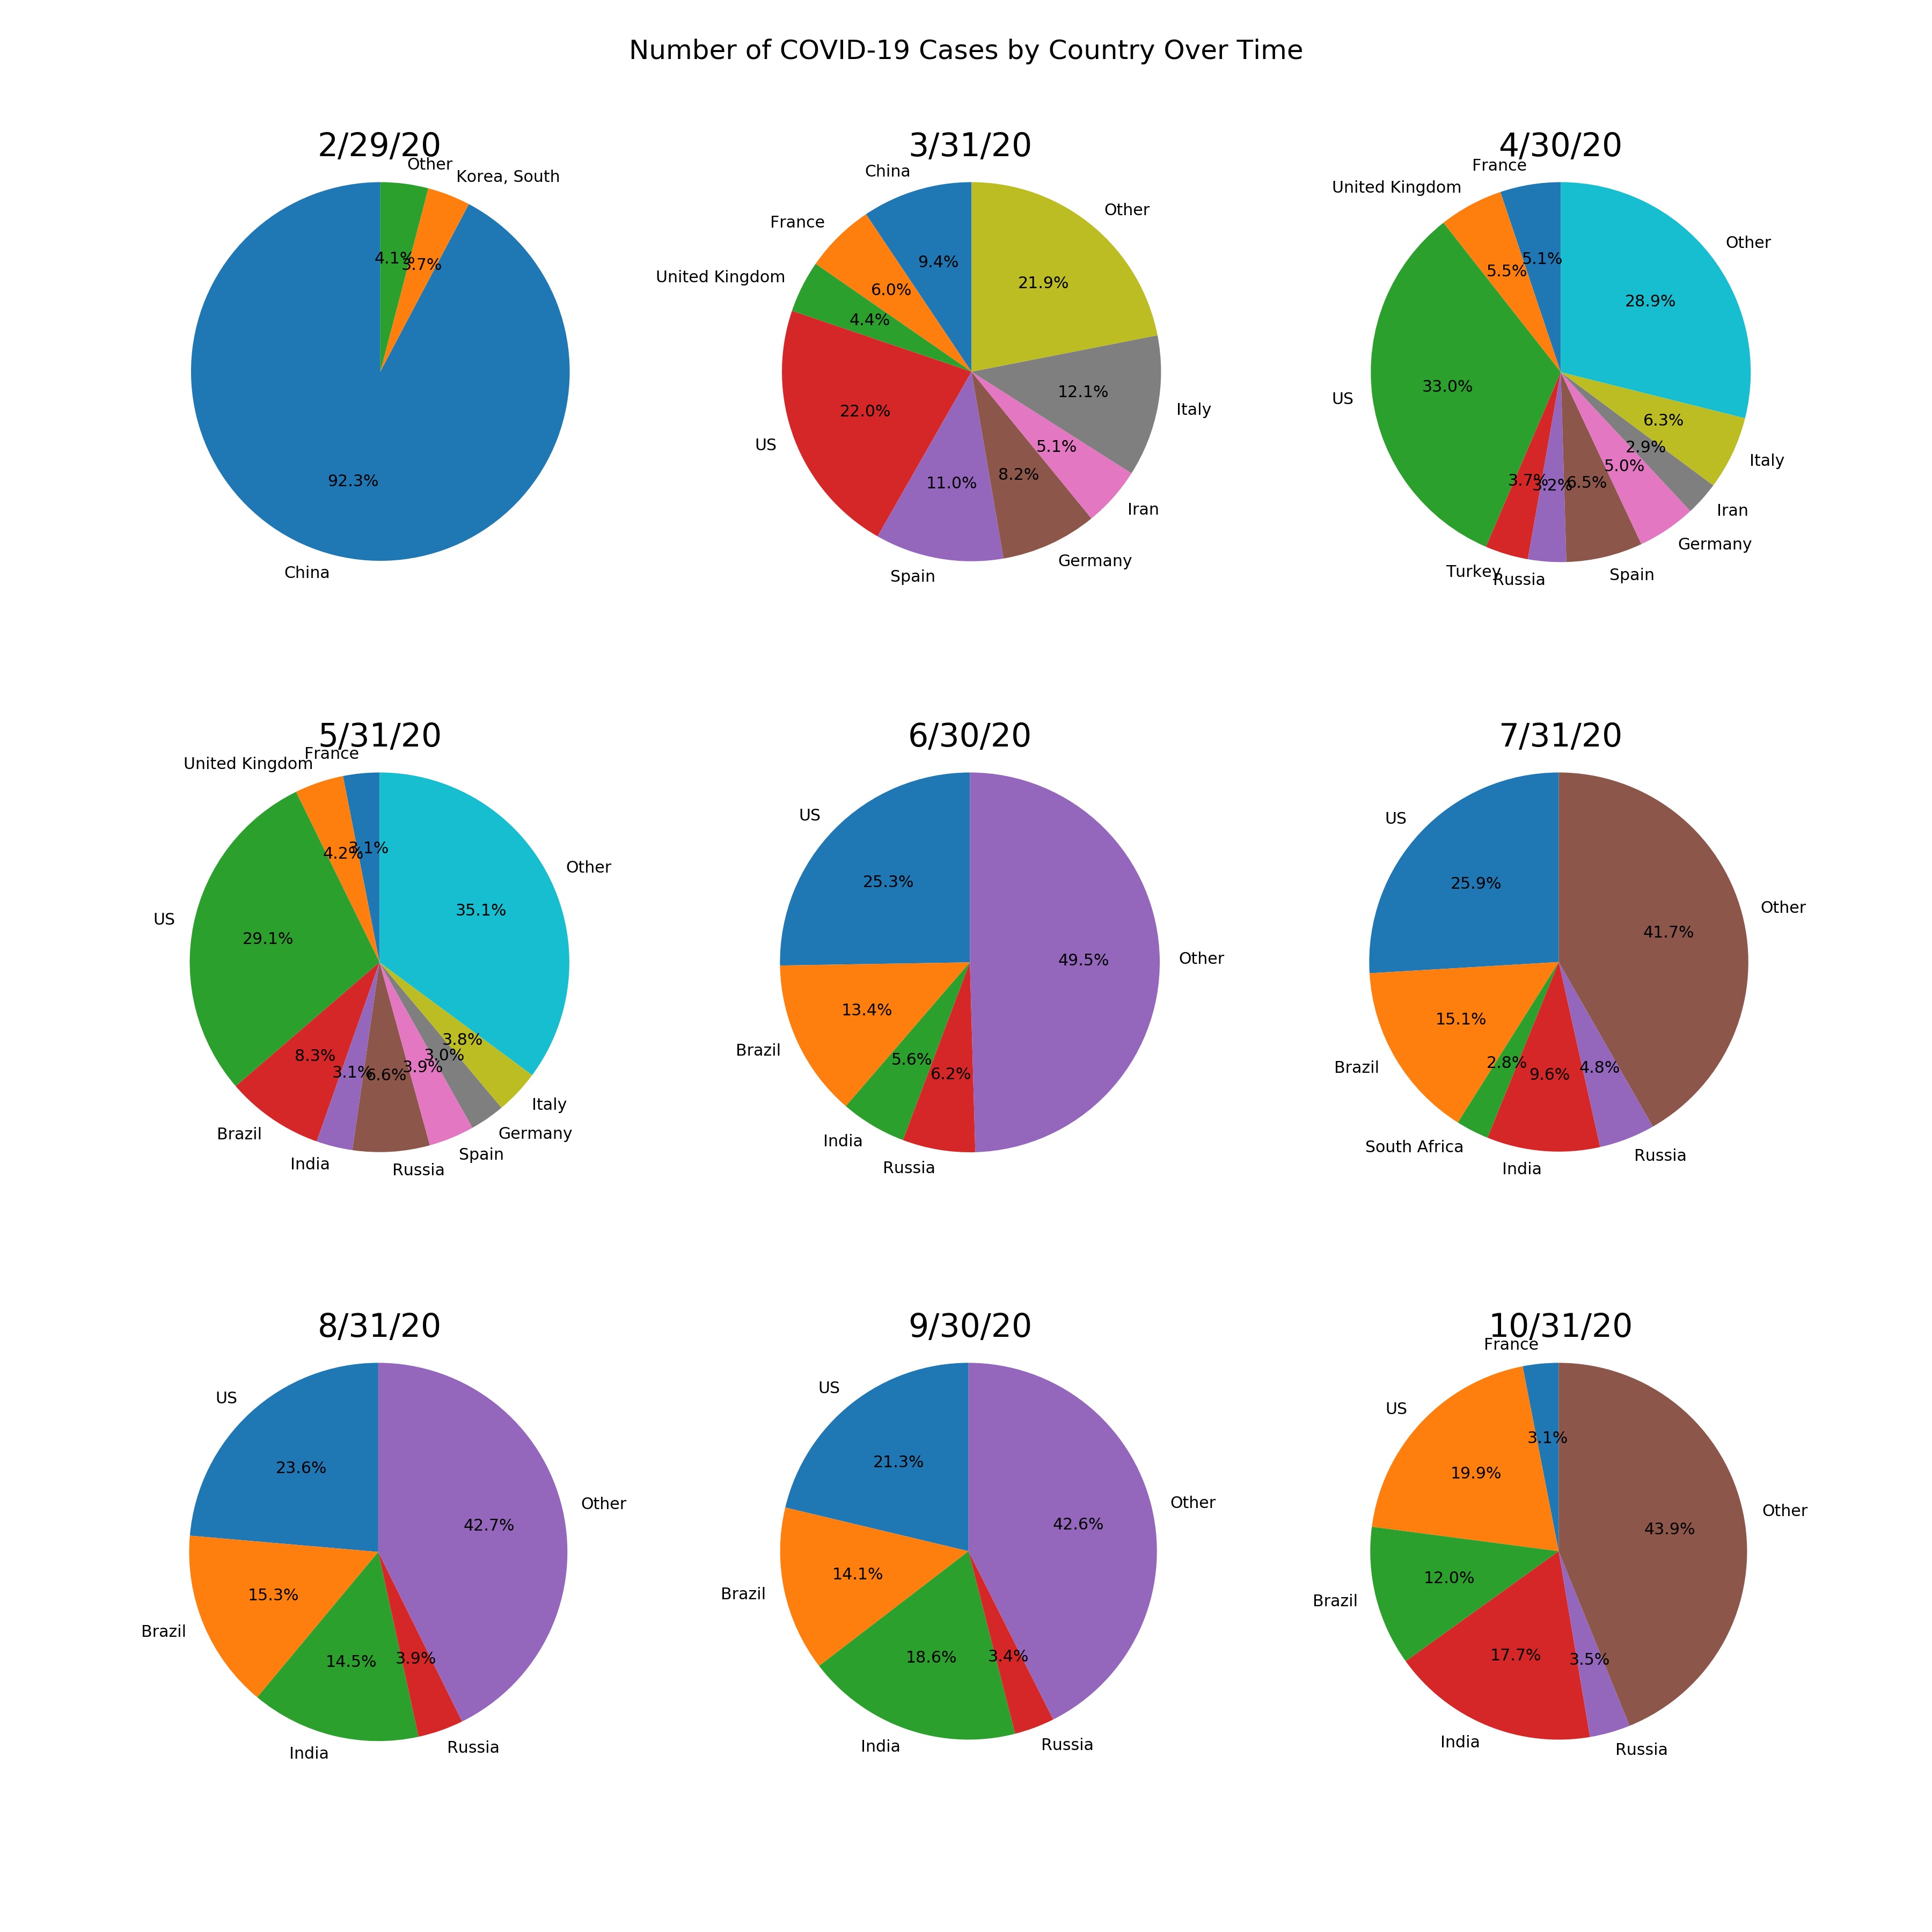 Number of COVID-19 Cases by Country Over Time
2/29/20
Other
Korea, South
4.1%
3.7%
92.3%
China
3/31/20
China
Other
France
United Kingdom
9.4%
21.9%
6.0%
4.4%
12.1%
Italy
22.0%
US
5.1%
8.2%
11.0%
Iran
Germany
Spain
4/30/20
France
United Kingdom
Other
5.1%
5.5%
28.9%
33.0%
US
6.3%
2.9%
Italy
5.0%
3.7%
3.2%
6.5%
Iran
Germany
Turkey
Russia
Spain
5/31/20
France
United Kingdom
3.1%
4.2%
Other
US
35.1%
29.1%
3.8%
8.3%
3.0%
3.9%
3.1%
6.6%
Italy
Brazil
Germany
India
Spain
Russia
6/30/20
US
25.3%
49.5%
Other
13.4%
Brazil
5.6%
6.2%
India
Russia
7/31/20
US
25.9%
Other
41.7%
15.1%
Brazil
2.8%
9.6%
4.8%
South Africa
India
Russia
8/31/20
US
23.6%
Other
42.7%
15.3%
Brazil
14.5%
3.9%
India
Russia
9/30/20
US
21.3%
Other
42.6%
14.1%
Brazil
18.6%
3.4%
India
Russia
10/31/20
France
US
3.1%
19.9%
Other
43.9%
12.0%
Brazil
17.7%
3.5%
India
Russia